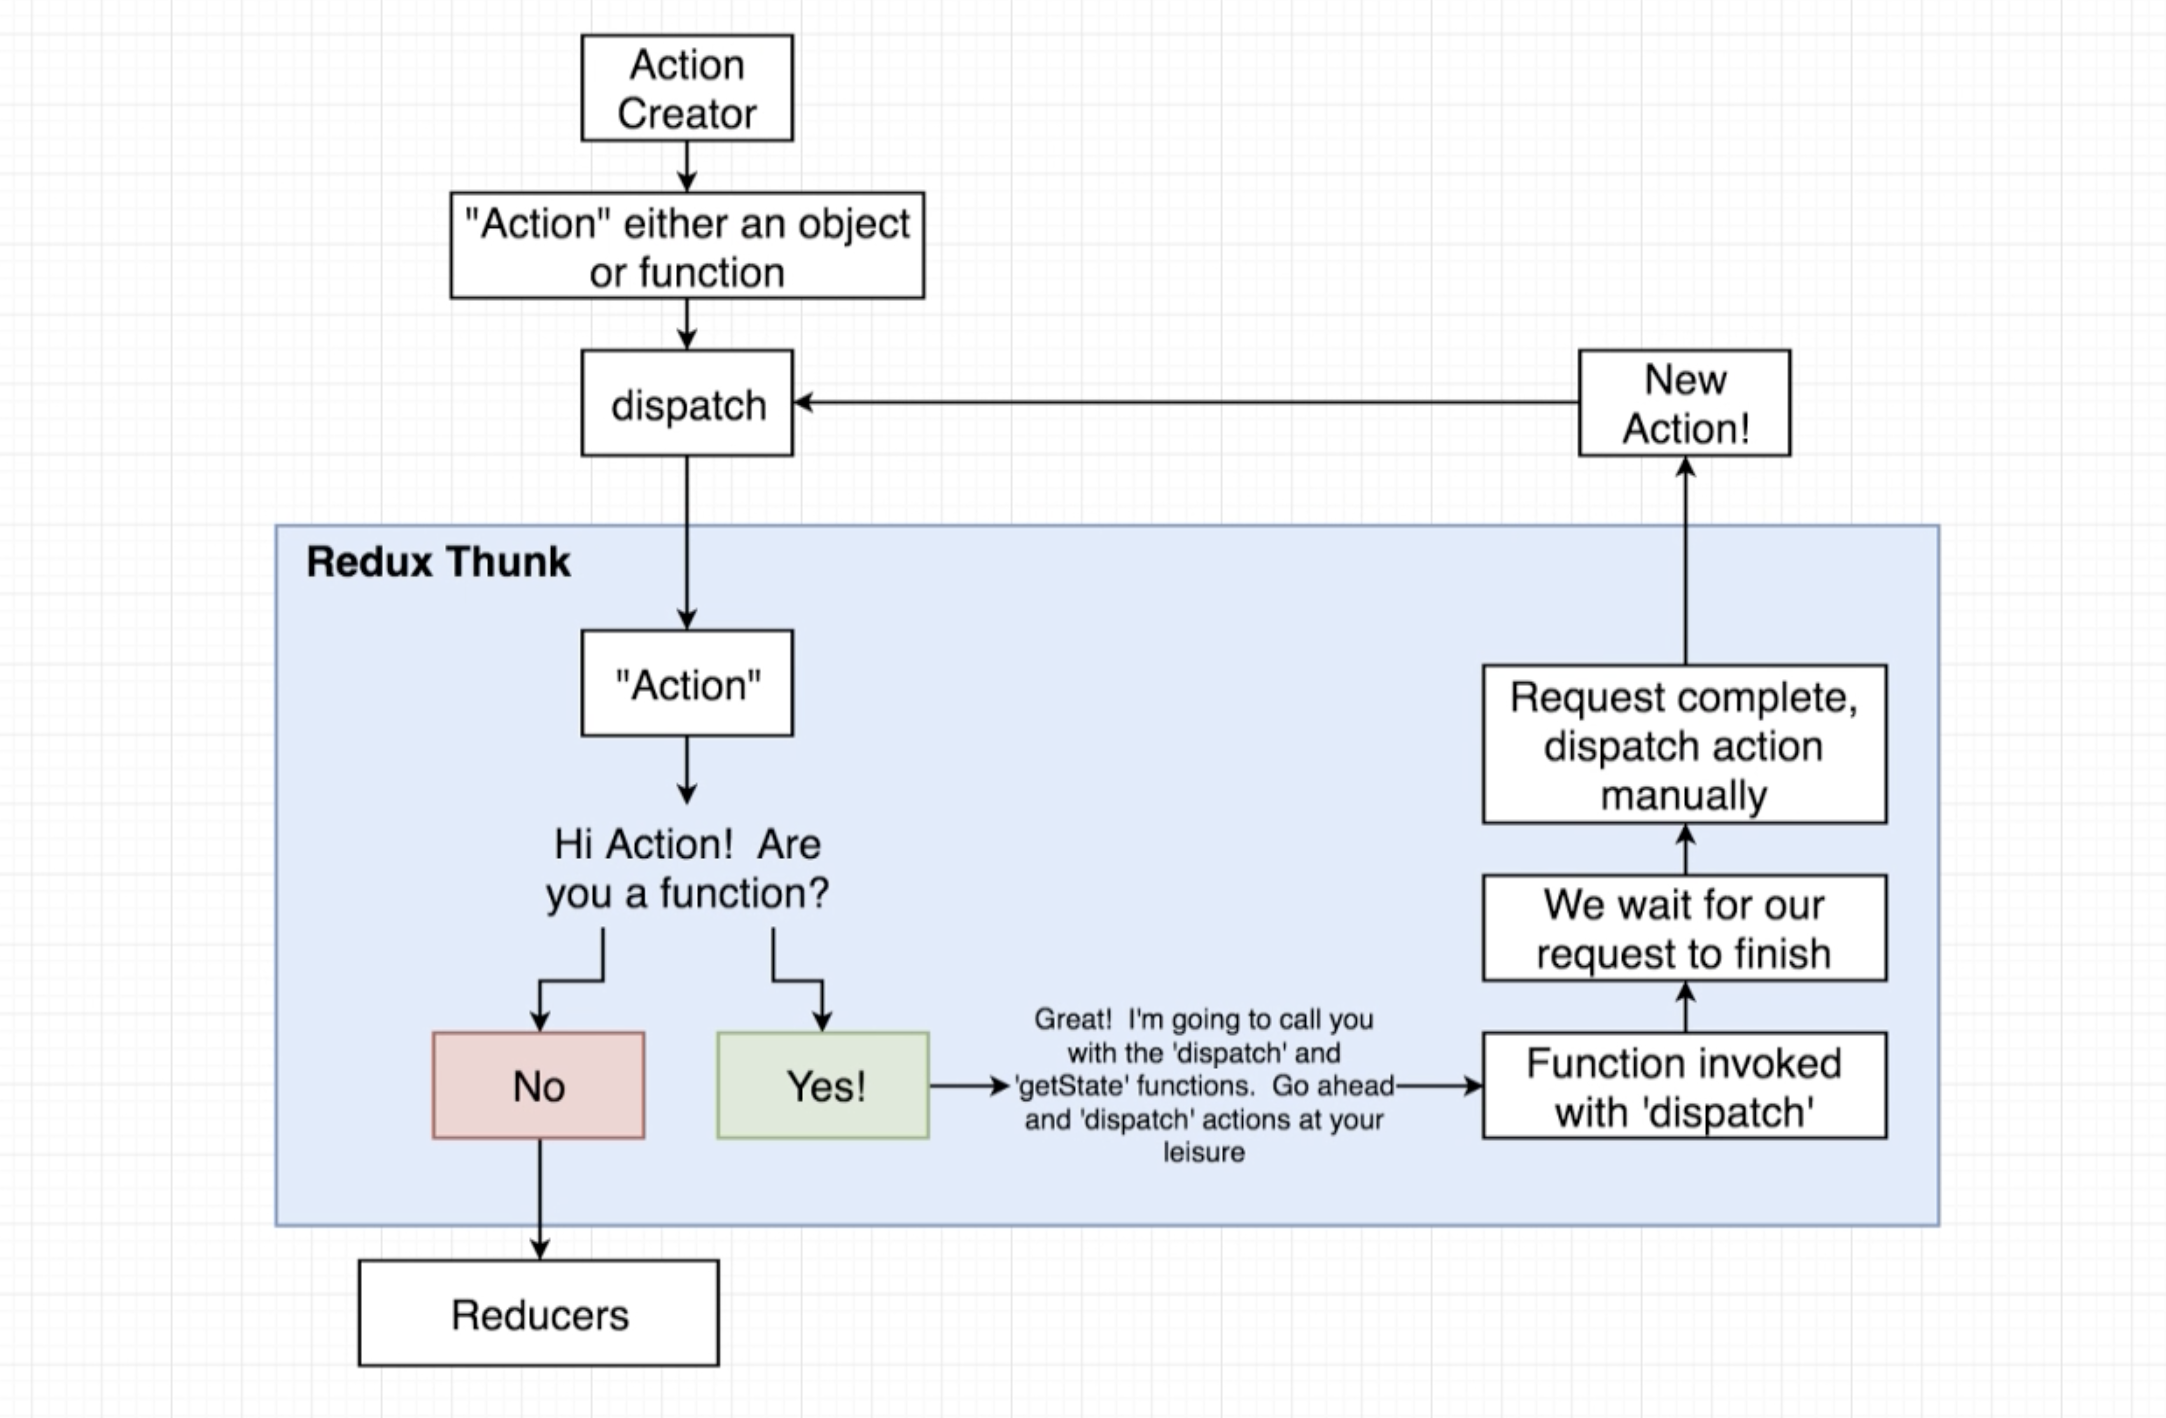 Action
Creator
"Action" either an object
or function
dispatch
New
Action!
Redux Thunk
"Action"
Request complete,
dispatch action
manually
Hi Action!  Are
you a function?
We wait for our
request to finish
No
Yes!
Great!  I'm going to call you
with the 'dispatch' and
'getState' functions.  Go ahead
and 'dispatch' actions at your
leisure
Function invoked
with 'dispatch'
Reducers